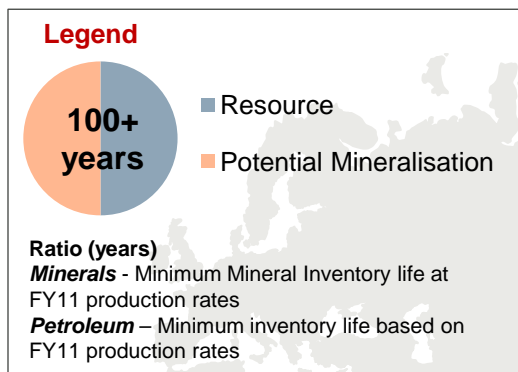 Legend
100+
years
Resource
Potential Mineralisation
Ratio (years)
Minerals - Minimum Mineral Inventory life at
FY11 production rates
Petroleum – Minimum inventory life based on
FY11 production rates